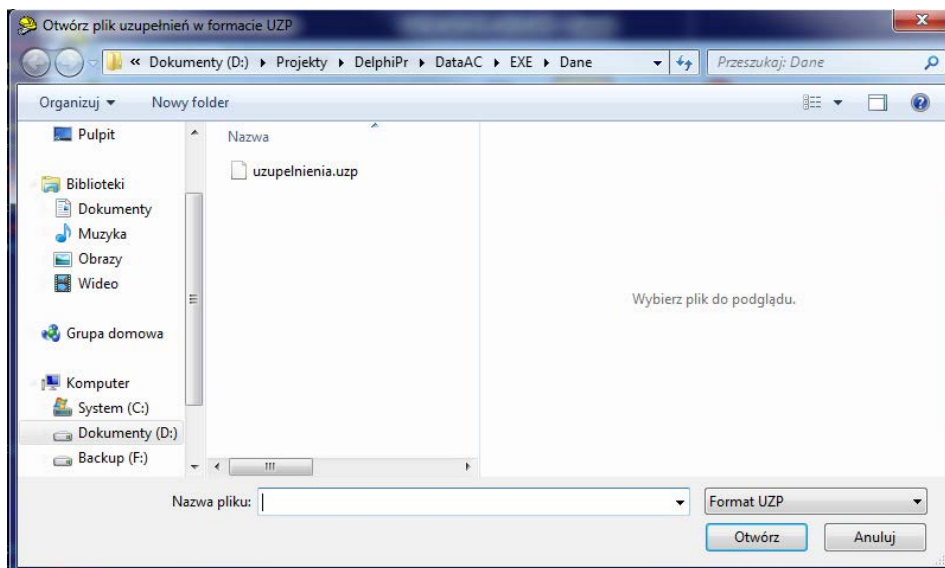 Otwórz plik uzupełnień w formacie UZP
« Dokumenty (D:) Projekty DelphiPr DataAC EXE Dane
Przeszukaj: Dane
Organizuj Nowy folder
Pulpit
Biblioteki
Dokumenty
Muzyka
Obrazy
Wideo
Grupa domowa
Komputer
System (C:)
Dokumenty (D:)
Backup (F:)
Nazwa
uzupelnienia.uzp
Wybierz plik do podglądu.
Nazwa pliku:
Format UZP
Otwórz Anuluj